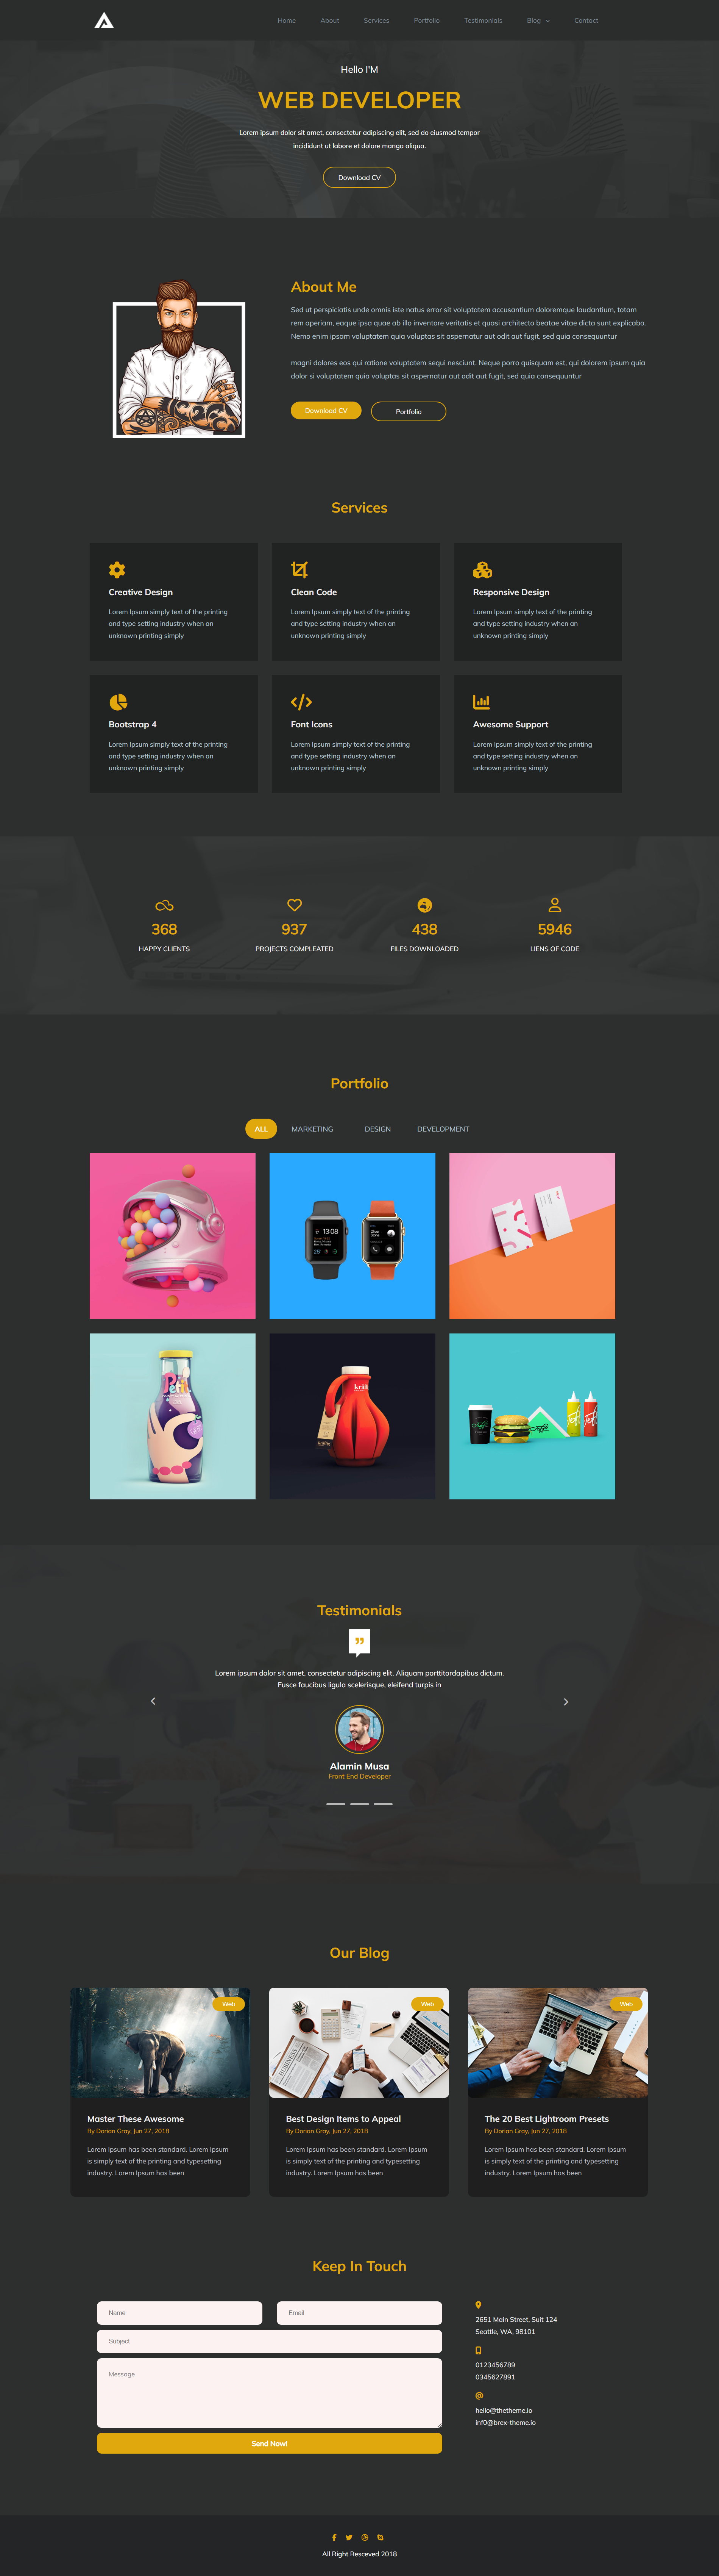 Home About Services Portfolio Testimonials Blog Contact
Hello I'M
WEB DEVELOPER
Lorem ipsum dolor sit amet, consectetur adipiscing elit, sed do eiusmod tempor
incididunt ut labore et dolore manga aliqua.
Download CV
About Me
Sed ut perspiciatis unde omnis iste natus error sit voluptatem accusantium doloremque laudantium, totam
rem aperiam, eaque ipsa quae ab illo inventore veritatis et quasi architecto beatae vitae dicta sunt explicabo.
Nemo enim ipsam voluptatem quia voluptas sit aspernatur aut odit aut fugit, sed quia consequuntur
magni dolores eos qui ratione voluptatem sequi nesciunt. Neque porro quisquam est, qui dolorem ipsum quia
dolor si voluptatem quia voluptas sit aspernatur aut odit aut fugit, sed quia consequuntur
Download CV Portfolio
Services
Creative Design
Lorem Ipsum simply text of the printing
and type setting industry when an
unknown printing simply
Clean Code
Lorem Ipsum simply text of the printing
and type setting industry when an
unknown printing simply
Responsive Design
Lorem Ipsum simply text of the printing
and type setting industry when an
unknown printing simply
Bootstrap 4
Lorem Ipsum simply text of the printing
and type setting industry when an
unknown printing simply
Font Icons
Lorem Ipsum simply text of the printing
and type setting industry when an
unknown printing simply
Awesome Support
Lorem Ipsum simply text of the printing
and type setting industry when an
unknown printing simply
368
HAPPY CLIENTS
937
PROJECTS COMPLEATED
438
FILES DOWNLOADED
5946
LIENS OF CODE
Portfolio
ALL MARKETING DESIGN DEVELOPMENT
13:08
Testimonials
Lorem ipsum dolor sit amet, consectetur adipiscing elit. Aliquam porttitordapibus dictum.
Fusce faucibus ligula scelerisque, eleifend turpis in
Alamin Musa
Front End Developer
Our Blog
Web
Master These Awesome
By Dorian Gray, Jun 27, 2018
Lorem Ipsum has been standard. Lorem Ipsum
is simply text of the printing and typesetting
industry. Lorem Ipsum has been
Web
BUSINESS
Best Design Items to Appeal
By Dorian Gray, Jun 27, 2018
Lorem Ipsum has been standard. Lorem Ipsum
is simply text of the printing and typesetting
industry. Lorem Ipsum has been
Web
The 20 Best Lightroom Presets
By Dorian Gray, Jun 27, 2018
Lorem Ipsum has been standard. Lorem Ipsum
is simply text of the printing and typesetting
industry. Lorem Ipsum has been
Keep In Touch
Name
Email
Subject
Message
Send Now!
2651 Main Street, Suit 124
Seattle, WA, 98101
0123456789
0345627891
hello@thetheme.io
inf0@brex-theme.io
All Right Resceved 2018